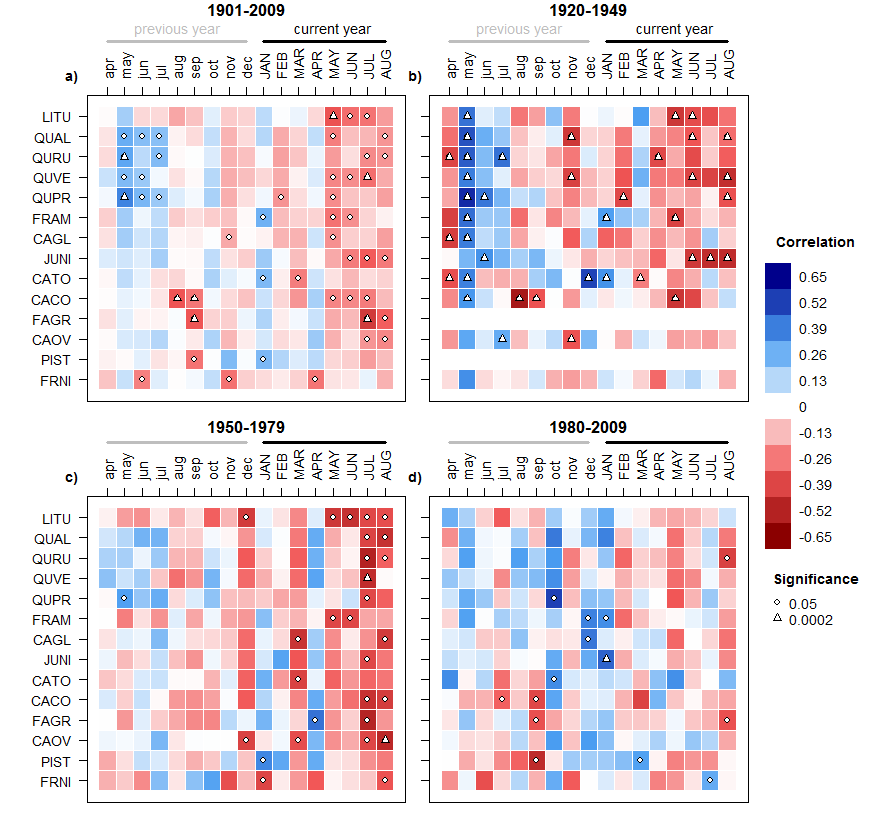 1901-2009
previous year current year
a) apr may jun jul aug sep oct nov dec JAN FEB MAR APR MAY JUN JUL AUG
LITU
QUAL
QURU
QUVE
QUPR
FRAM
CAGL
JUNI
CATO
CACO
FAGR
CAOV
PIST
FRNI
1920-1949
previous year current year
b) apr may jun jul aug sep oct nov dec JAN FEB MAR APR MAY JUN JUL AUG
1950-1979
c) apr may jun jul aug sep oct nov dec JAN FEB MAR APR MAY JUN JUL AUG
LITU
QUAL
QURU
QUVE
QUPR
FRAM
CAGL
JUNI
CATO
CACO
FAGR
CAOV
PIST
FRNI
1980-2009
d) apr may jun jul aug sep oct nov dec JAN FEB MAR APR MAY JUN JUL AUG
Correlation
0.65
0.52
0.39
0.26
0.13
0
-0.13
-0.26
-0.39
-0.52
-0.65
Significance
0.05
0.0002